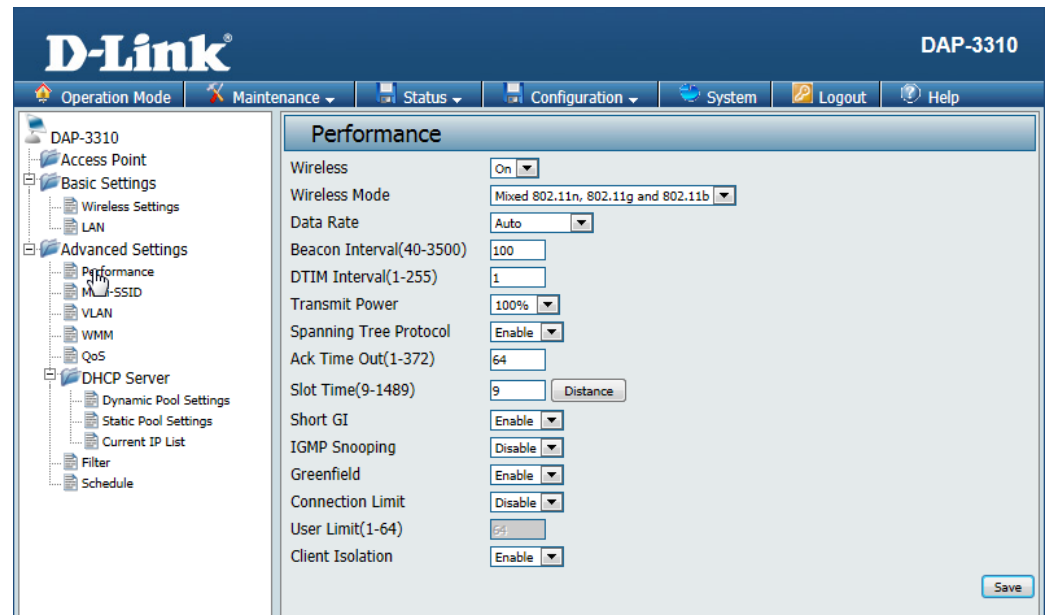 D-Link®
DAP-3310
Operation Mode Maintenance Status Configuration System Logout Help
DAP-3310
Access Point
Basic Settings
Wireless Settings
LAN
Advanced Settings
Performance
Multi-SSID
VLAN
WMM
QoS
DHCP Server
Dynamic Pool Settings
Static Pool Settings
Current IP List
Filter
Schedule
Performance
Wireless On
Wireless Mode Mixed 802.11n, 802.11g and 802.11b
Data Rate Auto
Beacon Interval(40-3500) 100
DTIM Interval(1-255) 1
Transmit Power 100%
Spanning Tree Protocol Enable
Ack Time Out(1-372) 64
Slot Time(9-1489) 9 Distance
Short GI Enable
IGMP Snooping Disable
Greenfield Enable
Connection Limit Disable
User Limit(1-64) 64
Client Isolation Enable
Save